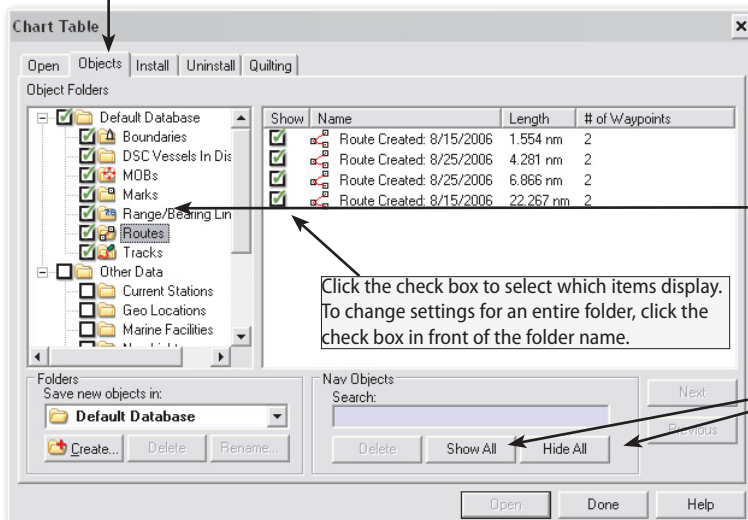 Chart Table
Open Objects Install Uninstall Quilting
Object Folders
Default Database
Boundaries
DSC Vessels In Dis
MOBs
Marks
Range/Bearing Lin
Routes
Tracks
Other Data
Current Stations
Geo Locations
Marine Facilities
Show Name Length # of Waypoints
Route Created: 8/15/2006 1.554 nm 2
Route Created: 8/25/2006 4.281 nm 2
Route Created: 8/25/2006 6.866 nm 2
Route Created: 8/15/2006 22.267 nm 2
Click the check box to select which items display.
To change settings for an entire folder, click the
check box in front of the folder name.
Folders
Save new objects in:
Default Database
Create... Delete Rename...
Nav Objects
Search:
Delete Show All Hide All
Next
Previous
Open Done Help